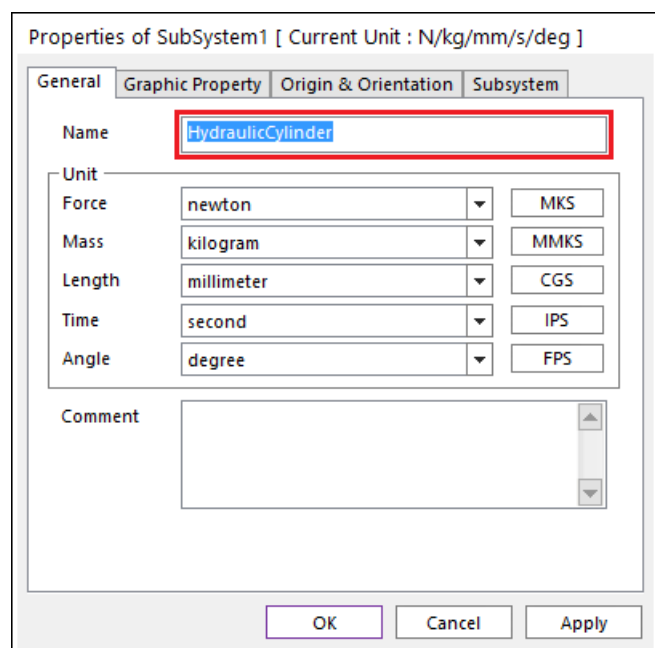 Properties of SubSystem1 [ Current Unit : N/kg/mm/s/deg ]
General Graphic Property Origin & Orientation Subsystem
Name HydraulicCylinder
Unit
Force newton MKS
Mass kilogram MMKS
Length millimeter CGS
Time second IPS
Angle degree FPS
Comment
OK Cancel Apply